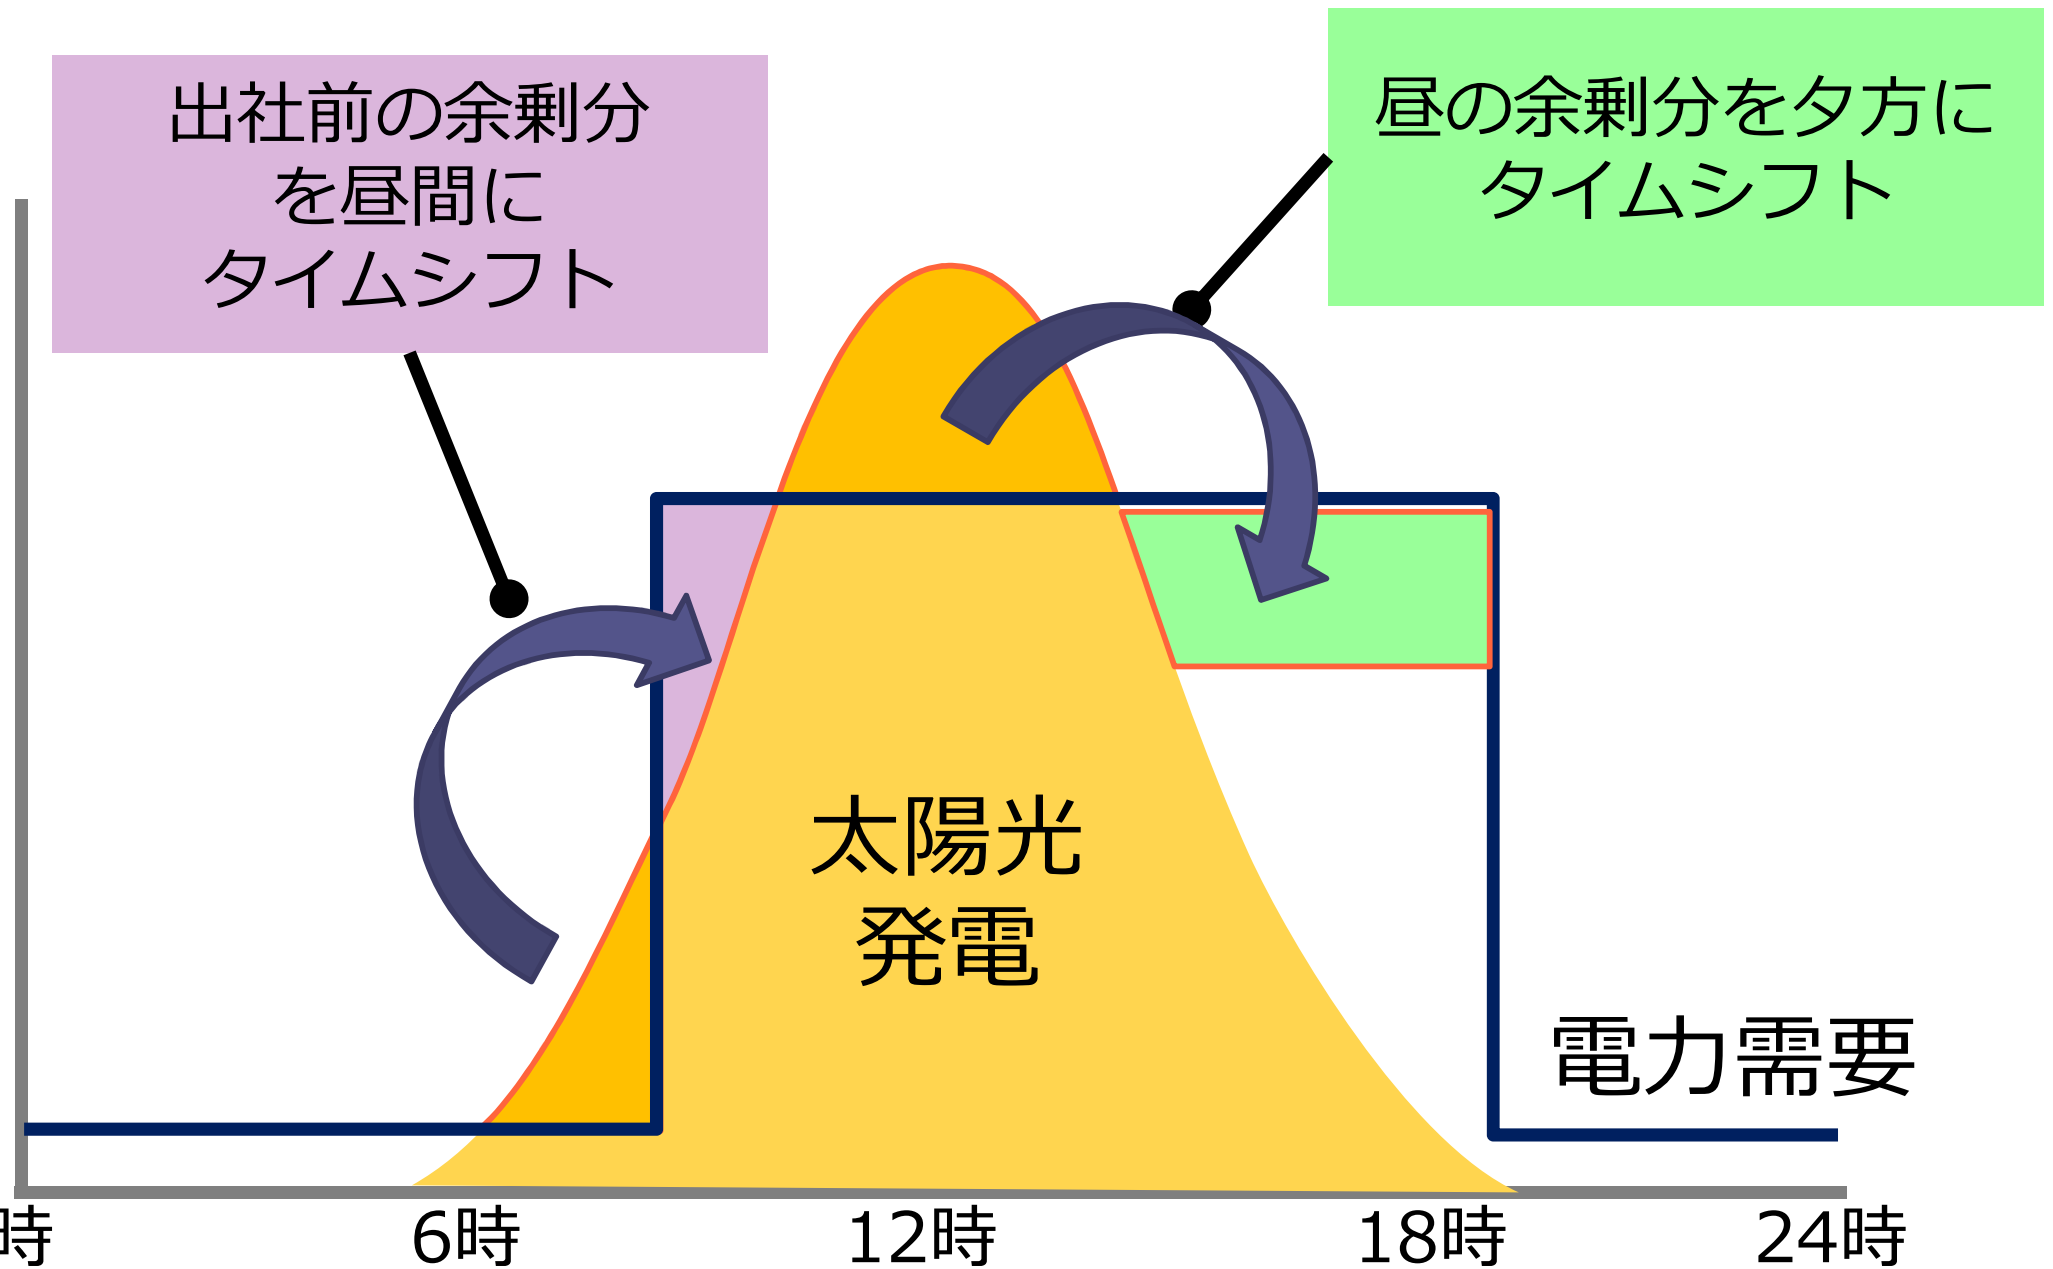 出社前の余剰分
を昼間に
タイムシフト
昼の余剰分を夕方に
タイムシフト
太陽光
発電
電力需要
時
6時
12時
18時
24時